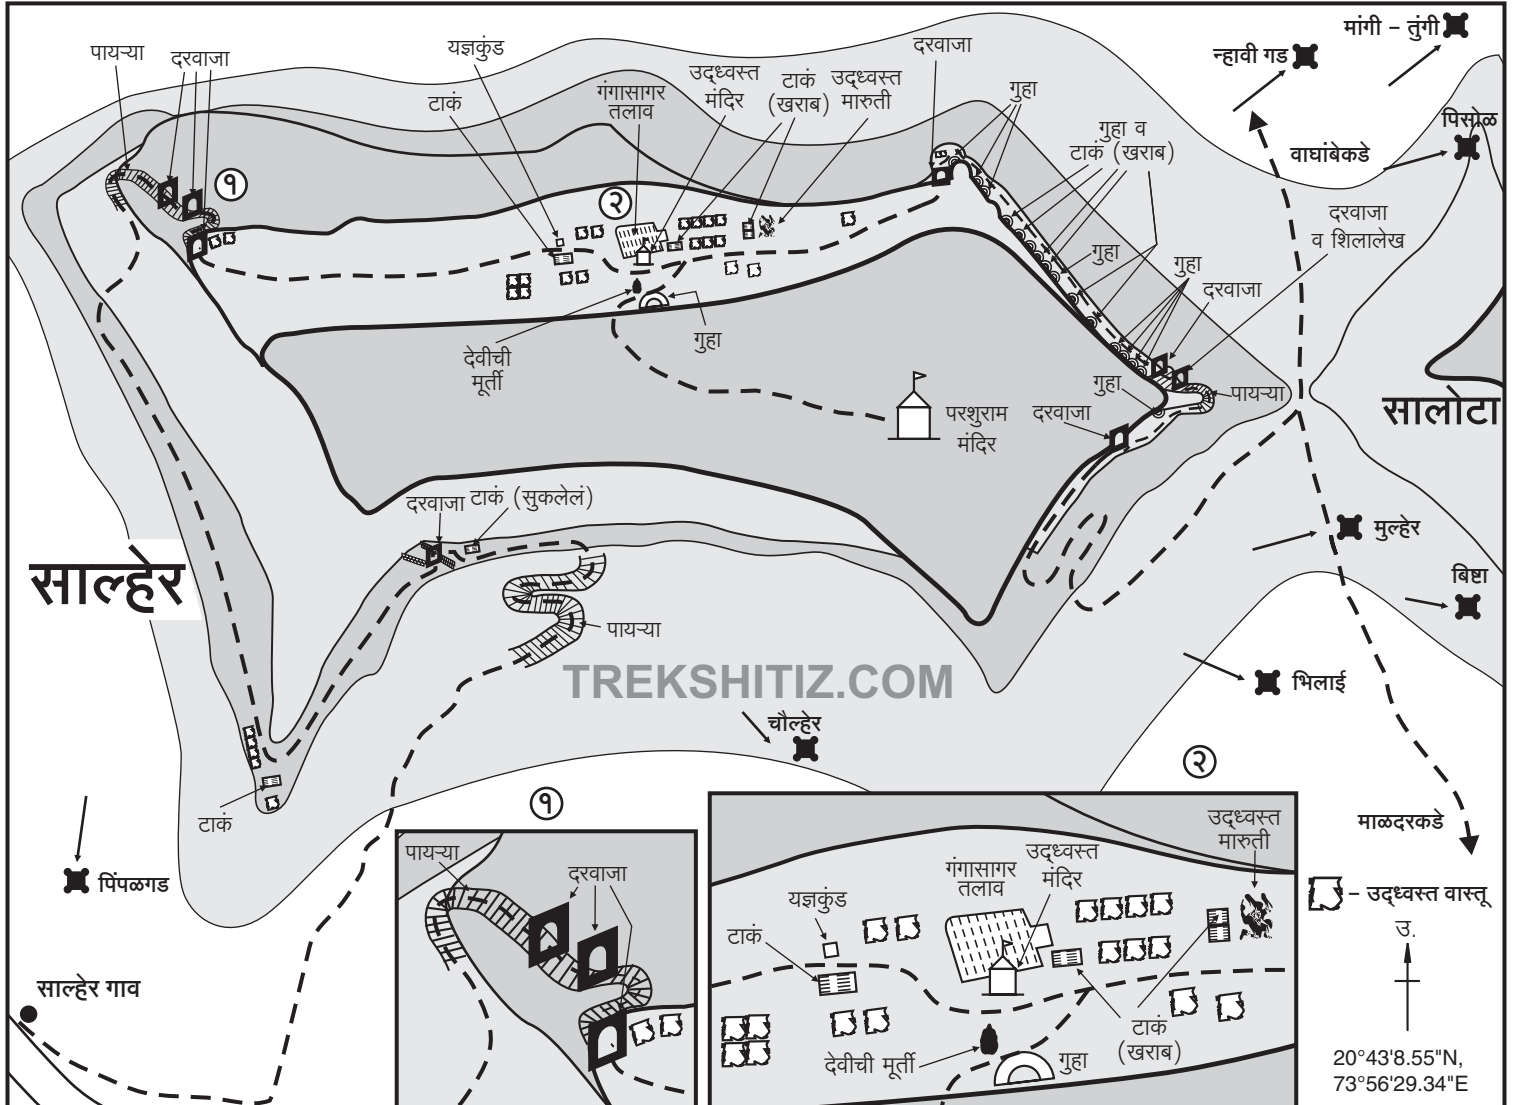 मांगी – तुंगी
न्हावी गड
पायऱ्या
दरवाजा
यज्ञकुंड
टाकं
गंगासागर
तलाव
उद्ध्वस्त
मंदिर
टाकं
(खराब)
उद्ध्वस्त
मारुती
दरवाजा
गुहा
गुहा व
टाकं (खराब)
पिसोळ
वाघांबेकडे
दरवाजा
व शिलालेख
१
२
गुहा
गुहा
दरवाजा
देवीची
मूर्ती
गुहा
परशुराम
मंदिर
दरवाजा
गुहा
पायऱ्या
सालोटा
दरवाजा
टाकं (सुकलेलं)
साल्हेर
मुल्हेर
बिष्टा
पायऱ्या
TREKSHITIZ.COM
भिलाई
चौल्हेर
टाकं
पिंपळगड
साल्हेर गाव
माळदरकडे
१
पायऱ्या
दरवाजा
२
उद्ध्वस्त
मारुती
गंगासागर
तलाव
उद्ध्वस्त
मंदिर
यज्ञकुंड
टाकं
देवीची मूर्ती
गुहा
टाकं
(खराब)
– उद्ध्वस्त वास्तू
उ.
20°43'8.55"N,
73°56'29.34"E